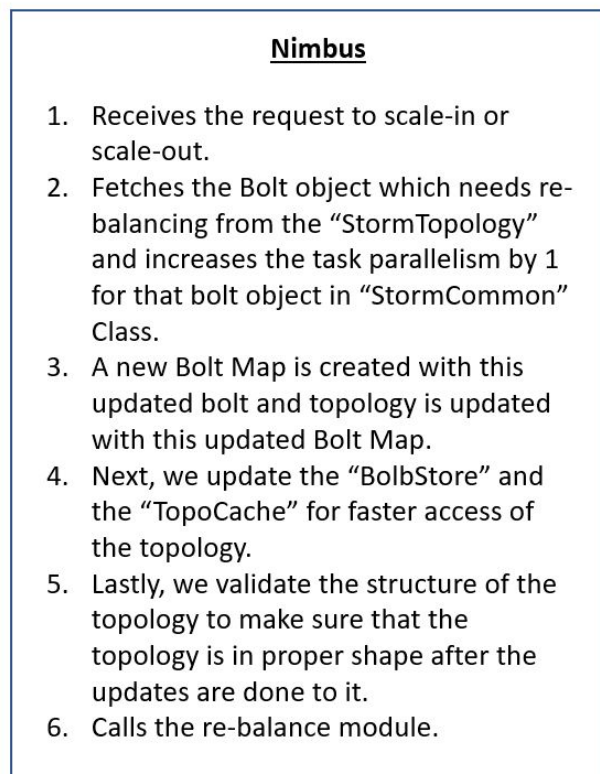 Nimbus
1. Receives the request to scale-in or
scale-out.
2. Fetches the Bolt object which needs re-
balancing from the “StormTopology”
and increases the task parallelism by 1
for that bolt object in “StormCommon”
Class.
3. A new Bolt Map is created with this
updated bolt and topology is updated
with this updated Bolt Map.
4. Next, we update the “BolbStore” and
the “TopoCache” for faster access of
the topology.
5. Lastly, we validate the structure of the
topology to make sure that the
topology is in proper shape after the
updates are done to it.
6. Calls the re-balance module.